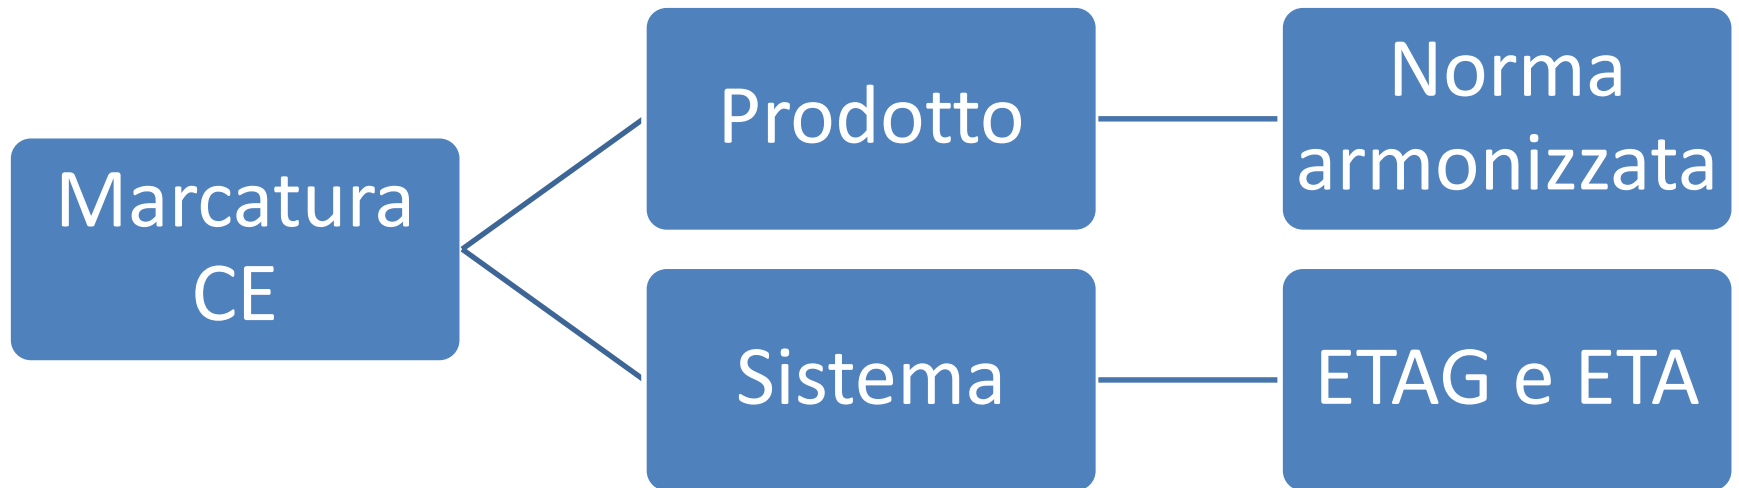 Marcatura
CE
Prodotto
Norma
armonizzata
Sistema
ETAG e ETA